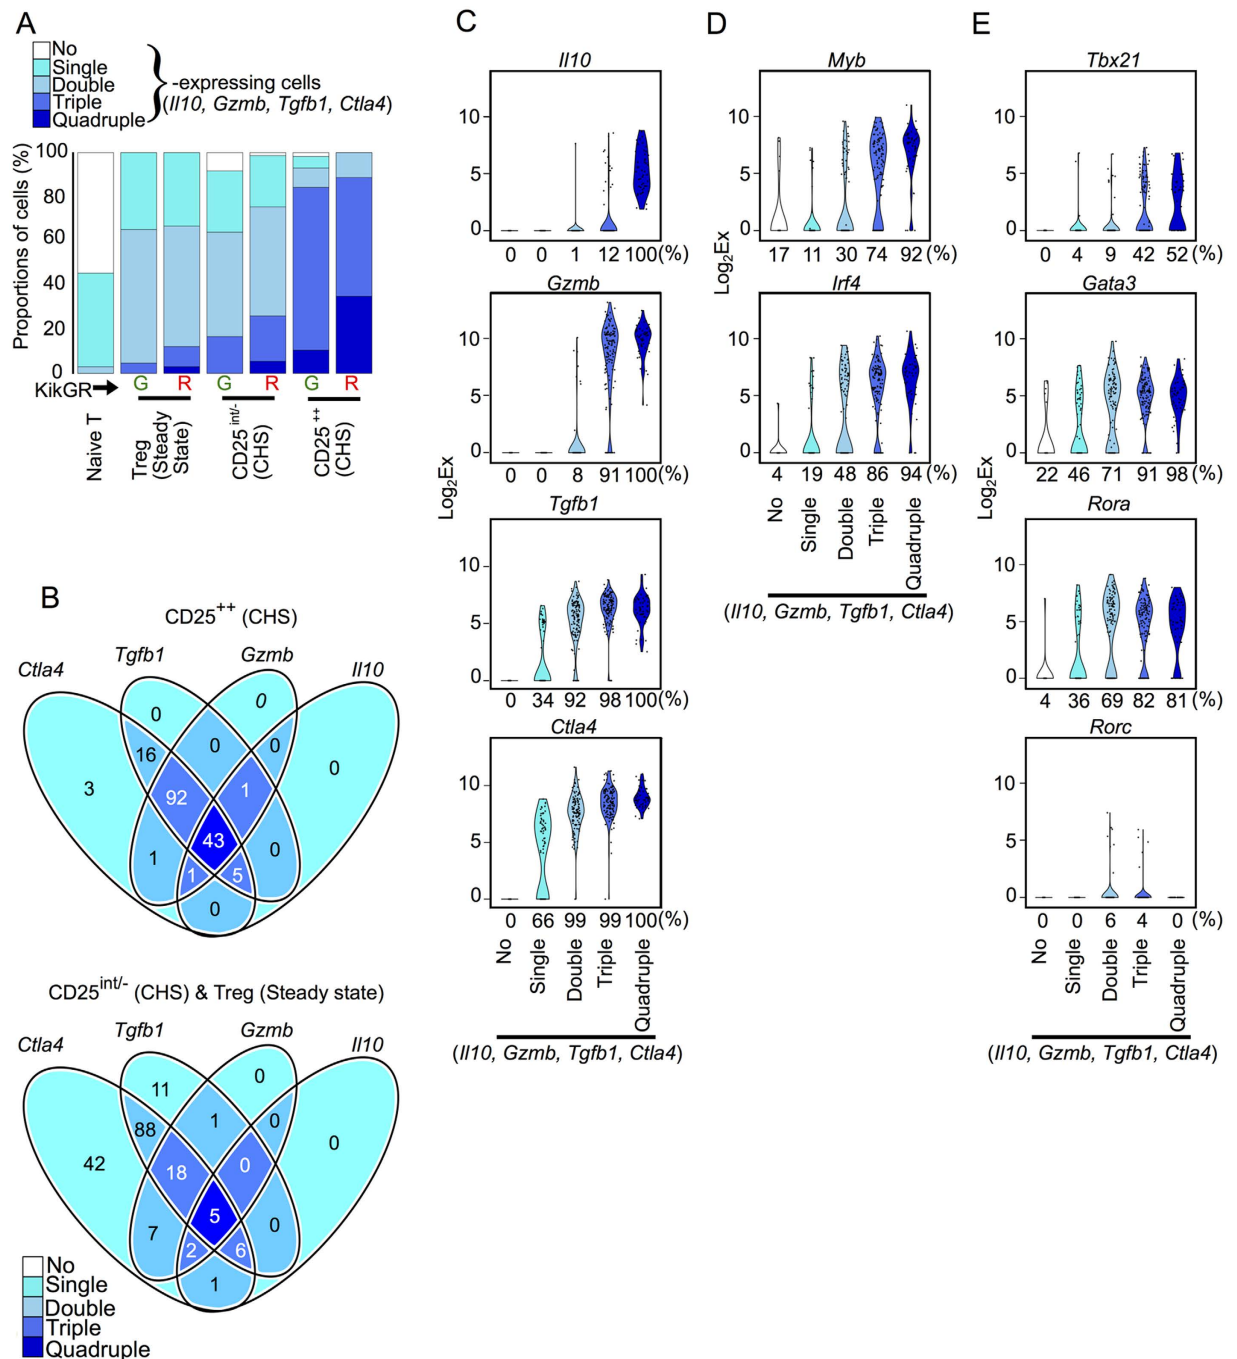 A
No
Single
Double
Triple
Quadruple
-expressing cells
(Il10, Gzmb, Tgfb1, Ctla4)
Proportions of cells (%)
100
80
60
40
20
0
KikGR
G R G R G R
Naive T
Treg (Steady State)
CD25int/- (CHS)
CD25++ (CHS)
B
CD25++ (CHS)
Ctla4 Tgfb1 Gzmb Il10
0 0
16 0 0
3 92 1 0
43
1 1 5 0
0
CD25int/- (CHS) & Treg (Steady state)
Ctla4 Tgfb1 Gzmb Il10
11 0
88 1 0
42 18 0 0
5
7 2 6 0
1
No
Single
Double
Triple
Quadruple
C
Log2Ex
Il10
10
5
0
0 0 1 12 100 (%)
Gzmb
10
5
0
0 0 8 91 100 (%)
Tgfb1
10
5
0
0 34 92 98 100 (%)
Ctla4
10
5
0
0 66 99 99 100 (%)
No Single Double Triple Quadruple
(Il10, Gzmb, Tgfb1, Ctla4)
D
Log2Ex
Myb
10
5
0
17 11 30 74 92 (%)
Irf4
10
5
0
4 19 48 86 94 (%)
No Single Double Triple Quadruple
(Il10, Gzmb, Tgfb1, Ctla4)
E
Log2Ex
Tbx21
10
5
0
0 4 9 42 52 (%)
Gata3
10
5
0
22 46 71 91 98 (%)
Rora
10
5
0
4 36 69 82 81 (%)
Rorc
10
5
0
0 0 6 4 0 (%)
No Single Double Triple Quadruple
(Il10, Gzmb, Tgfb1, Ctla4)